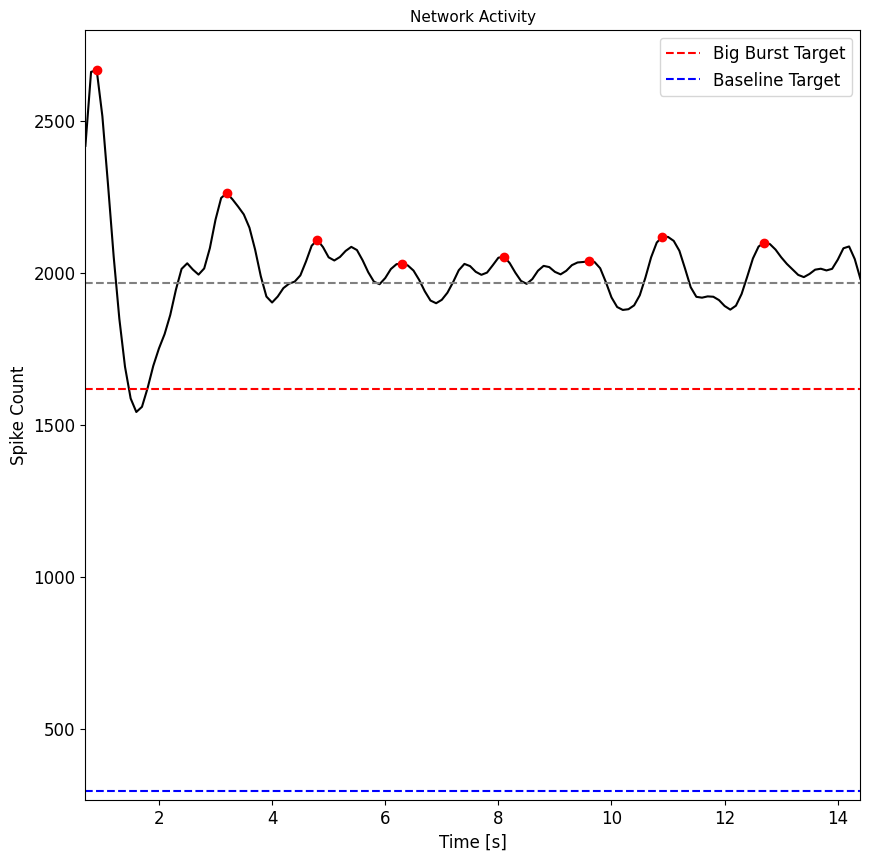 Network Activity
Big Burst Target
Baseline Target
2500
2000
1500
1000
500
Spike Count
2 4 6 8 10 12 14
Time [s]